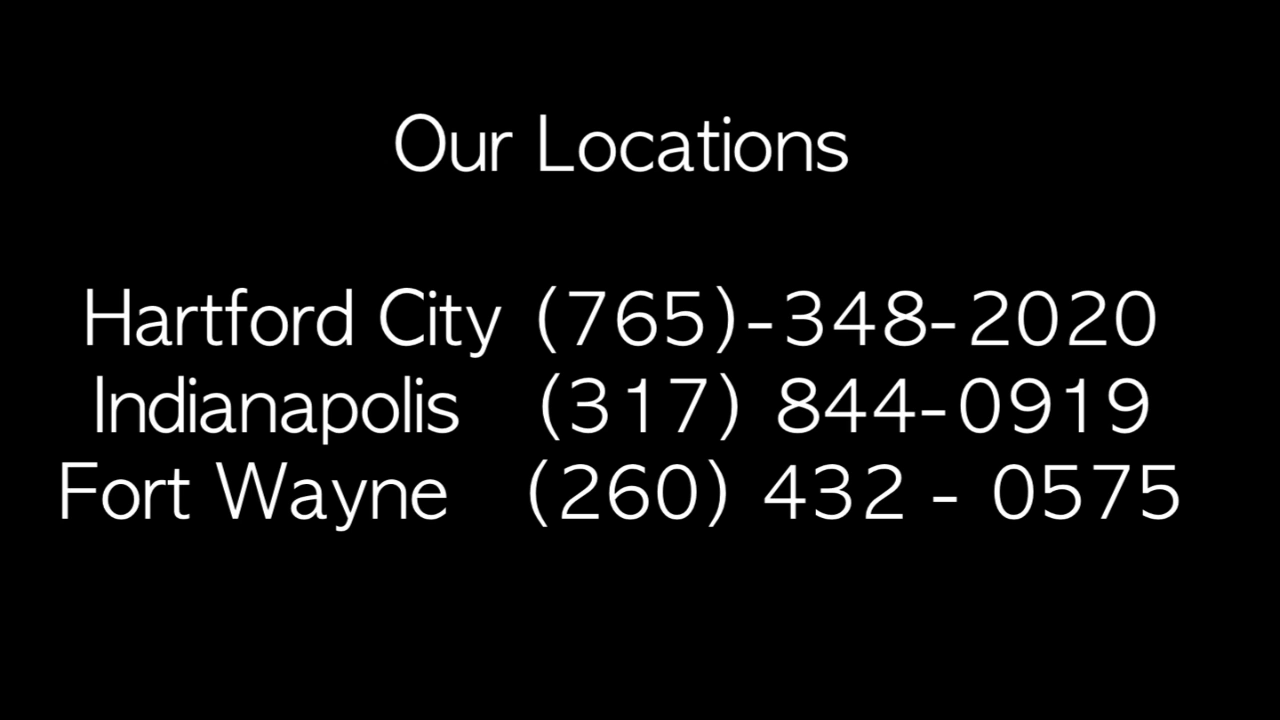 Our Locations
Hartford City (765)-348-2020
Indianapolis (317) 844-0919
Fort Wayne (260) 432 - 0575